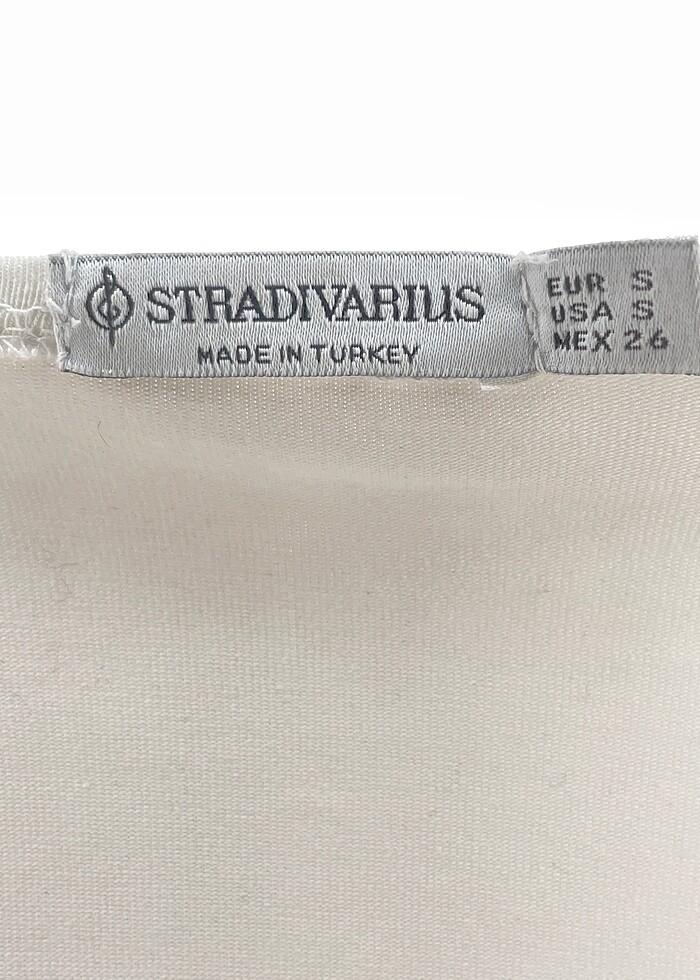 STRADIVARIUS
MADE IN TURKEY
EUR S
USA S
MEX 26